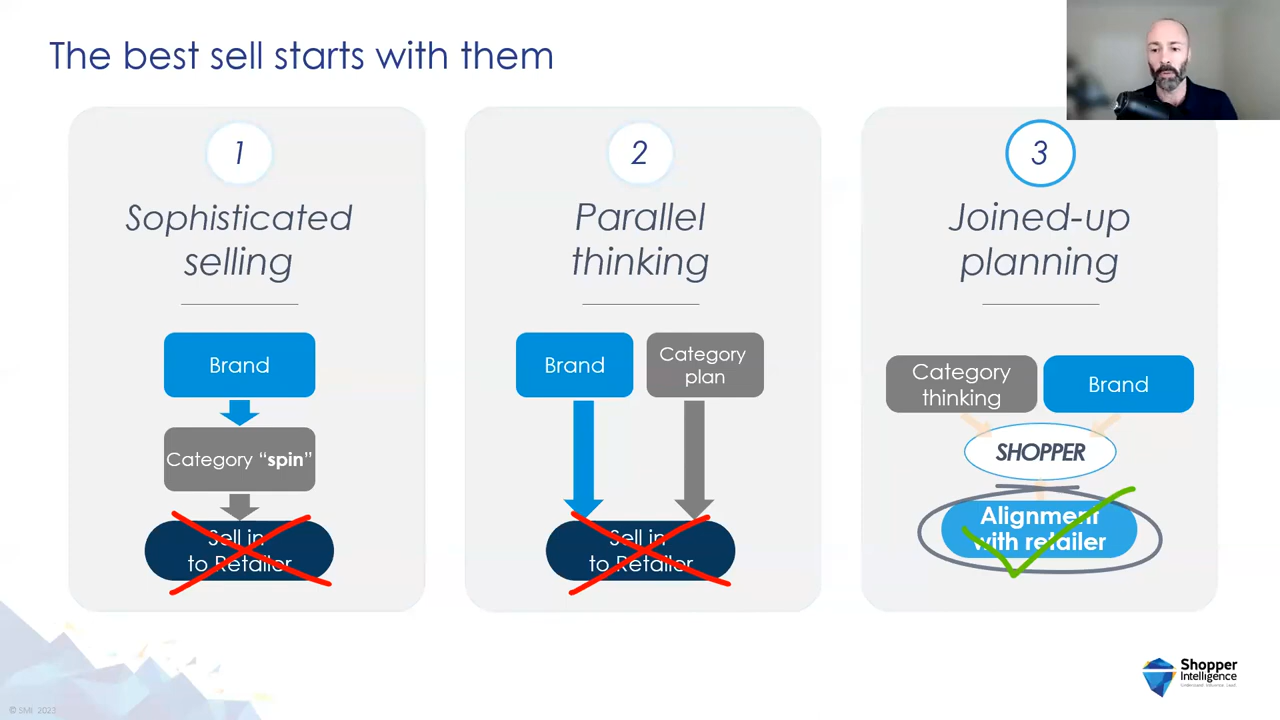 The best sell starts with them
1
Sophisticated
selling
Brand
Category “spin”
Sell in
to Retailer
2
Parallel
thinking
Brand
Category
plan
Sell in
to Retailer
3
Joined-up
planning
Category
thinking
Brand
SHOPPER
Alignment
with retailer
Shopper
Intelligence
© SML 2023